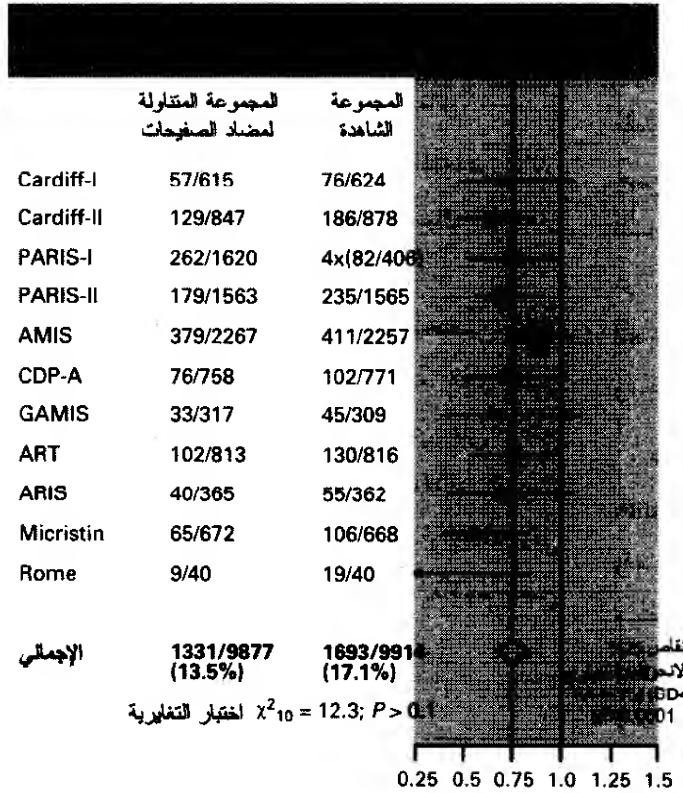 المجموعة المتناولة لمضاد الصفيحات
المجموعة الشاهدة
Cardiff-I 57/615 76/624
Cardiff-II 129/847 186/878
PARIS-I 262/1620 4x(82/406)
PARIS-II 179/1563 235/1565
AMIS 379/2267 411/2257
CDP-A 76/758 102/771
GAMIS 33/317 45/309
ART 102/813 130/816
ARIS 40/365 55/362
Micristin 65/672 106/668
Rome 9/40 19/40
الإجمالي 1331/9877 1693/9914
(13.5%) (17.1%)
اختبار التغايرية χ²₁₀ = 12.3; P > 0.1
0.25 0.5 0.75 1.0 1.25 1.5